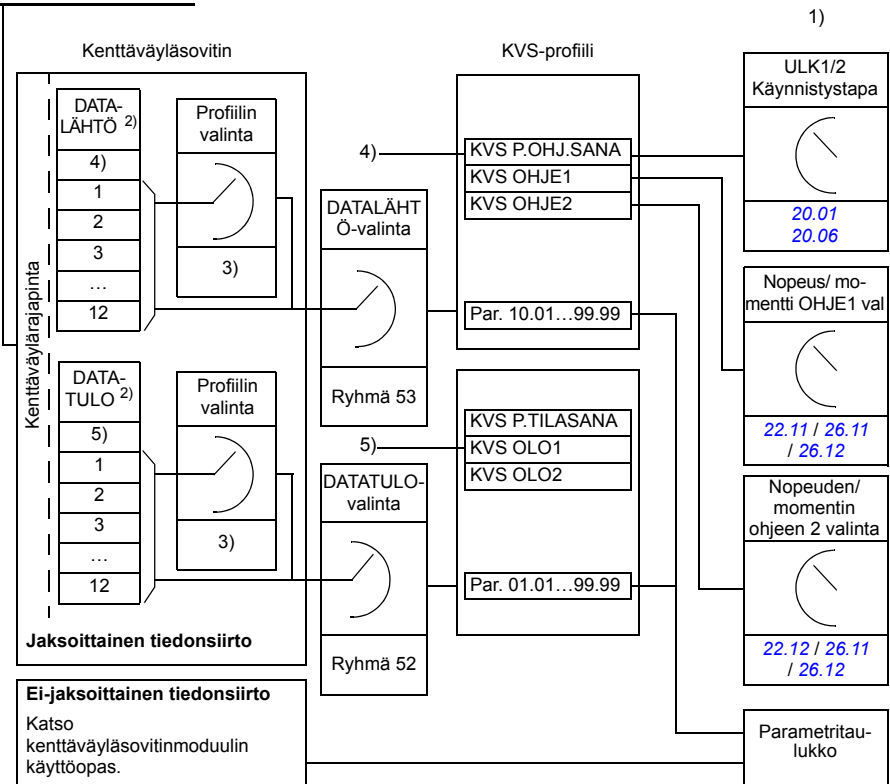 1)
Kenttäväyläsovitin
KVS-profiili
Kenttäväylärajapinta
DATA-
LÄHTÖ 2)
4)
1
2
3
…
12
Profiilin
valinta
3)
DATA-
TULO 2)
5)
1
2
3
…
12
Profiilin
valinta
3)
Jaksoittainen tiedonsiirto
4)
DATALÄHT
Ö-valinta
Ryhmä 53
5)
DATATULO-
valinta
Ryhmä 52
KVS P.OHJ.SANA
KVS OHJE1
KVS OHJE2
Par. 10.01…99.99
KVS P.TILASANA
KVS OLO1
KVS OLO2
Par. 01.01…99.99
ULK1/2
Käynnistystapa
20.01
20.06
Nopeus/ mo-
mentti OHJE1 val
22.11 / 26.11
/ 26.12
Nopeuden/
momentin
ohjeen 2 valinta
22.12 / 26.11
/ 26.12
Ei-jaksoittainen tiedonsiirto
Katso
kenttäväyläsovitinmoduulin
käyttöopas.
Parametritau-
lukko